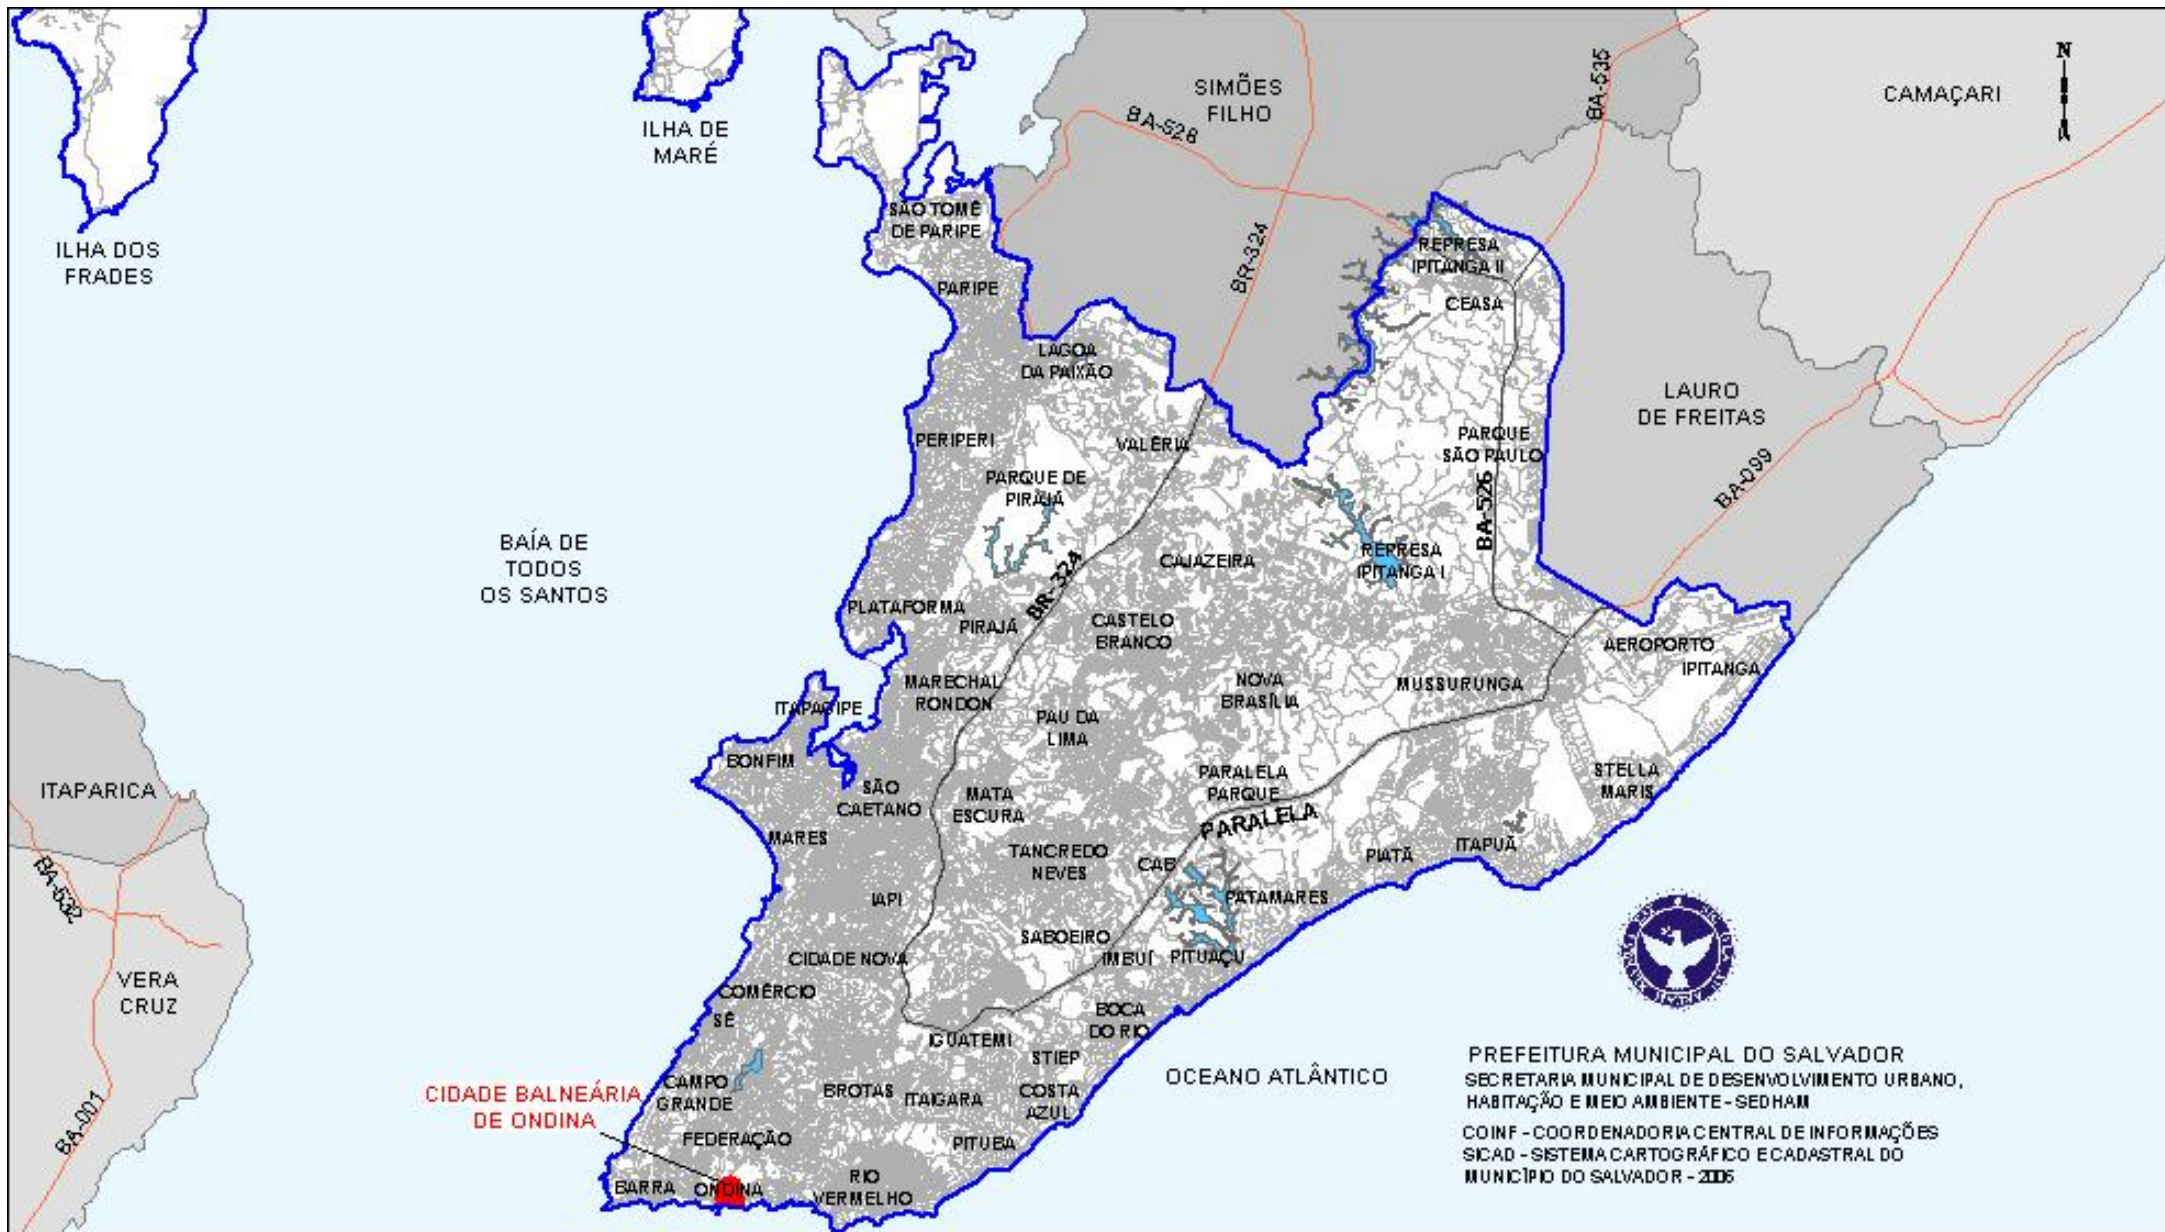 N
SIMÕES
FILHO
BA-535
CAMAÇARI
BA-526
ILHA DE
MARÉ
ILHA DOS
FRADES
SÃO TOMÉ
DE PARIPE
BR-324
REPRESA
IPITANGA II
CEASA
PARIPE
LAGOA
DA PAIXÃO
LAURO
DE FREITAS
PERIPERI
VALÉRIA
PARQUE
SÃO PAULO
PARQUE DE
PIRAJÁ
BA-099
BA-526
BAÍA DE
TODOS
OS SANTOS
CAJAZEIRA
REPRESA
IPITANGA I
BR-324
PLATAFORMA
PIRAJÁ
CASTELO
BRANCO
AEROPORTO
IPITANGA
MARECHAL
RONDON
NOVA
BRASÍLIA
MUSSURUNGA
ITAPAGIPE
PAU DA
LIMA
BONFIM
ITAPARICA
SÃO
CAETANO
MATA
ESCURA
PARALELA
PARQUE
STELLA
MARIS
PARALELA
MARES
TANCREDO
NEVES
CAB
PIATÃ
ITAPUÃ
BA-532
IAPI
PATAMARES
SABOEIRO
IMBUÍ
PITUAÇU
CIDADE NOVA
VERA
CRUZ
COMÉRCIO
SÉ
BOCA
DO RIO
IGUATEMI
STIEP
OCEANO ATLÂNTICO
CAMPO
GRANDE
BROTAS
ITAIGARA
COSTA
AZUL
CIDADE BALNEÁRIA
DE ONDINA
BA-001
FEDERAÇÃO
PITUBA
BARRA
ONDINA
RIO
VERMELHO
PREFEITURA MUNICIPAL DO SALVADOR
SECRETARIA MUNICIPAL DE DESENVOLVIMENTO URBANO,
HABITAÇÃO E MEIO AMBIENTE - SEDHAM
COINF - COORDENADORIA CENTRAL DE INFORMAÇÕES
SICAD - SISTEMA CARTOGRÁFICO E CADASTRAL DO
MUNICÍPIO DO SALVADOR - 2006